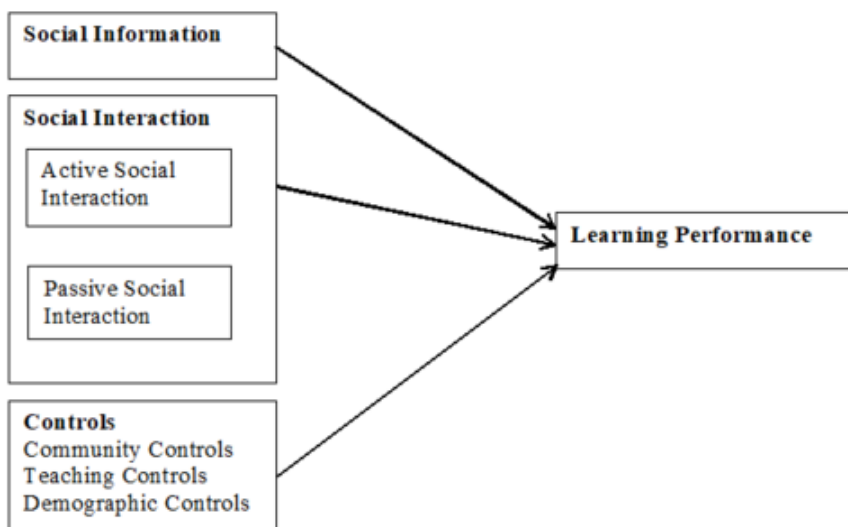 Social Information
Social Interaction
Active Social
Interaction
Passive Social
Interaction
Controls
Community Controls
Teaching Controls
Demographic Controls
Learning Performance